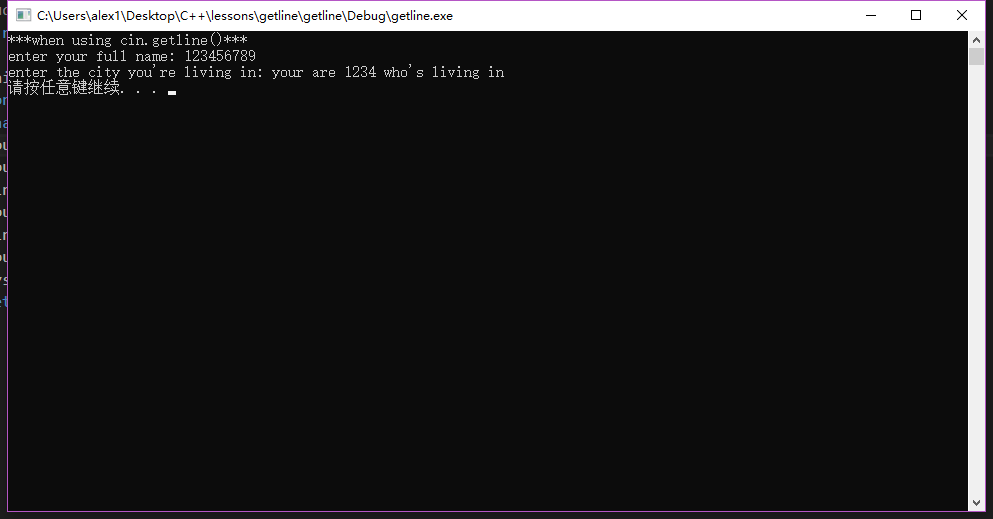 C:\Users\alex1\Desktop\C++\lessons\getline\getline\Debug\getline.exe
***when using cin.getline()***
enter your full name: 123456789
enter the city you're living in: your are 1234 who's living in
请按任意键继续. . .